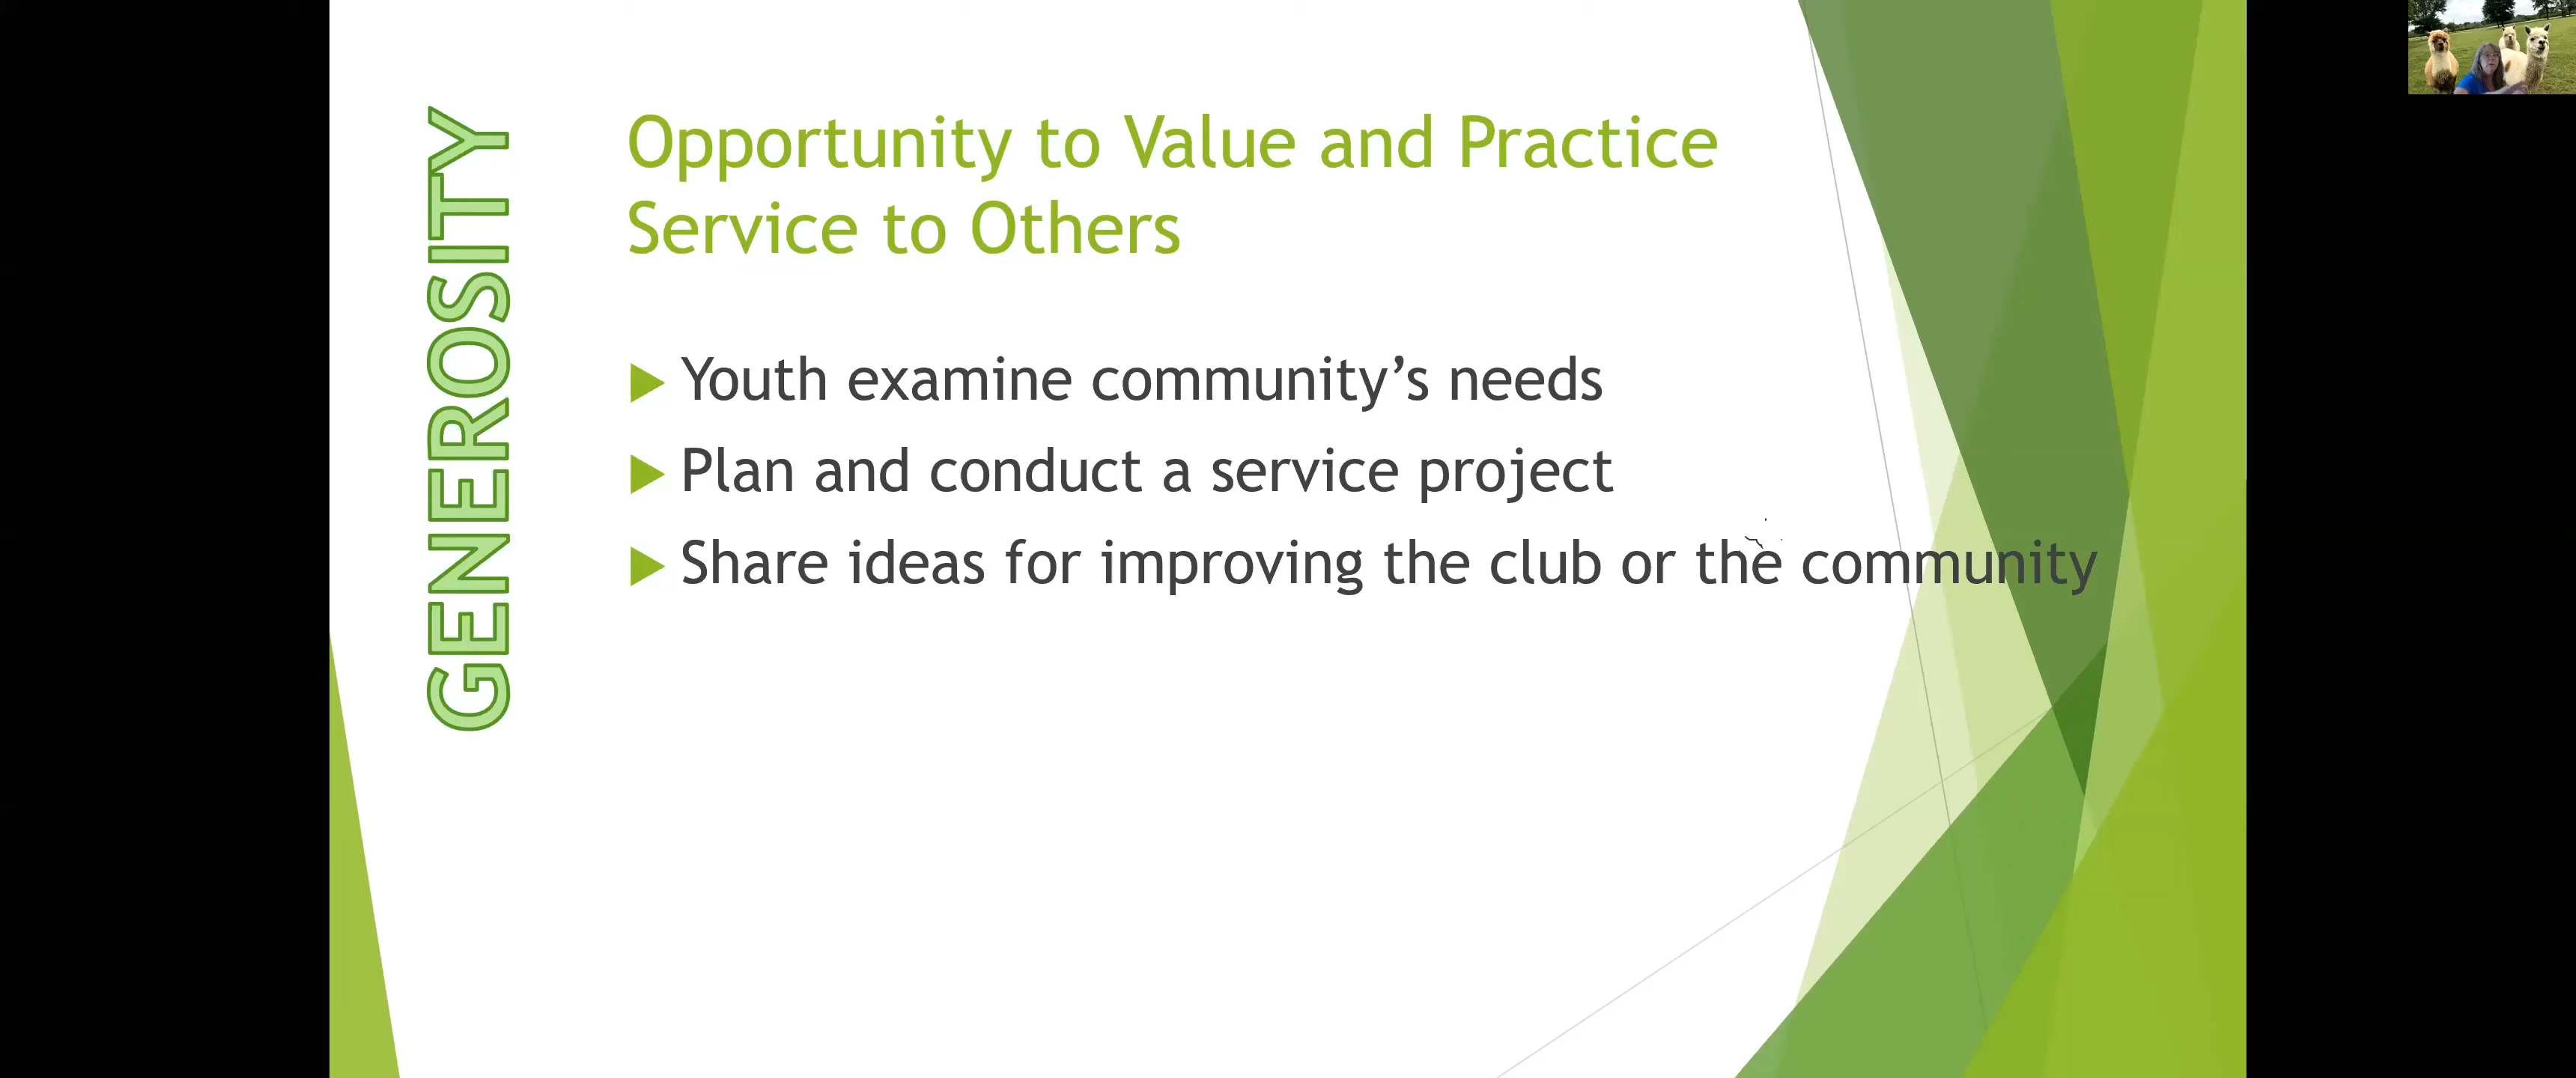 GENEROSITY
Opportunity to Value and Practice
Service to Others
Youth examine community’s needs
Plan and conduct a service project
Share ideas for improving the club or the community